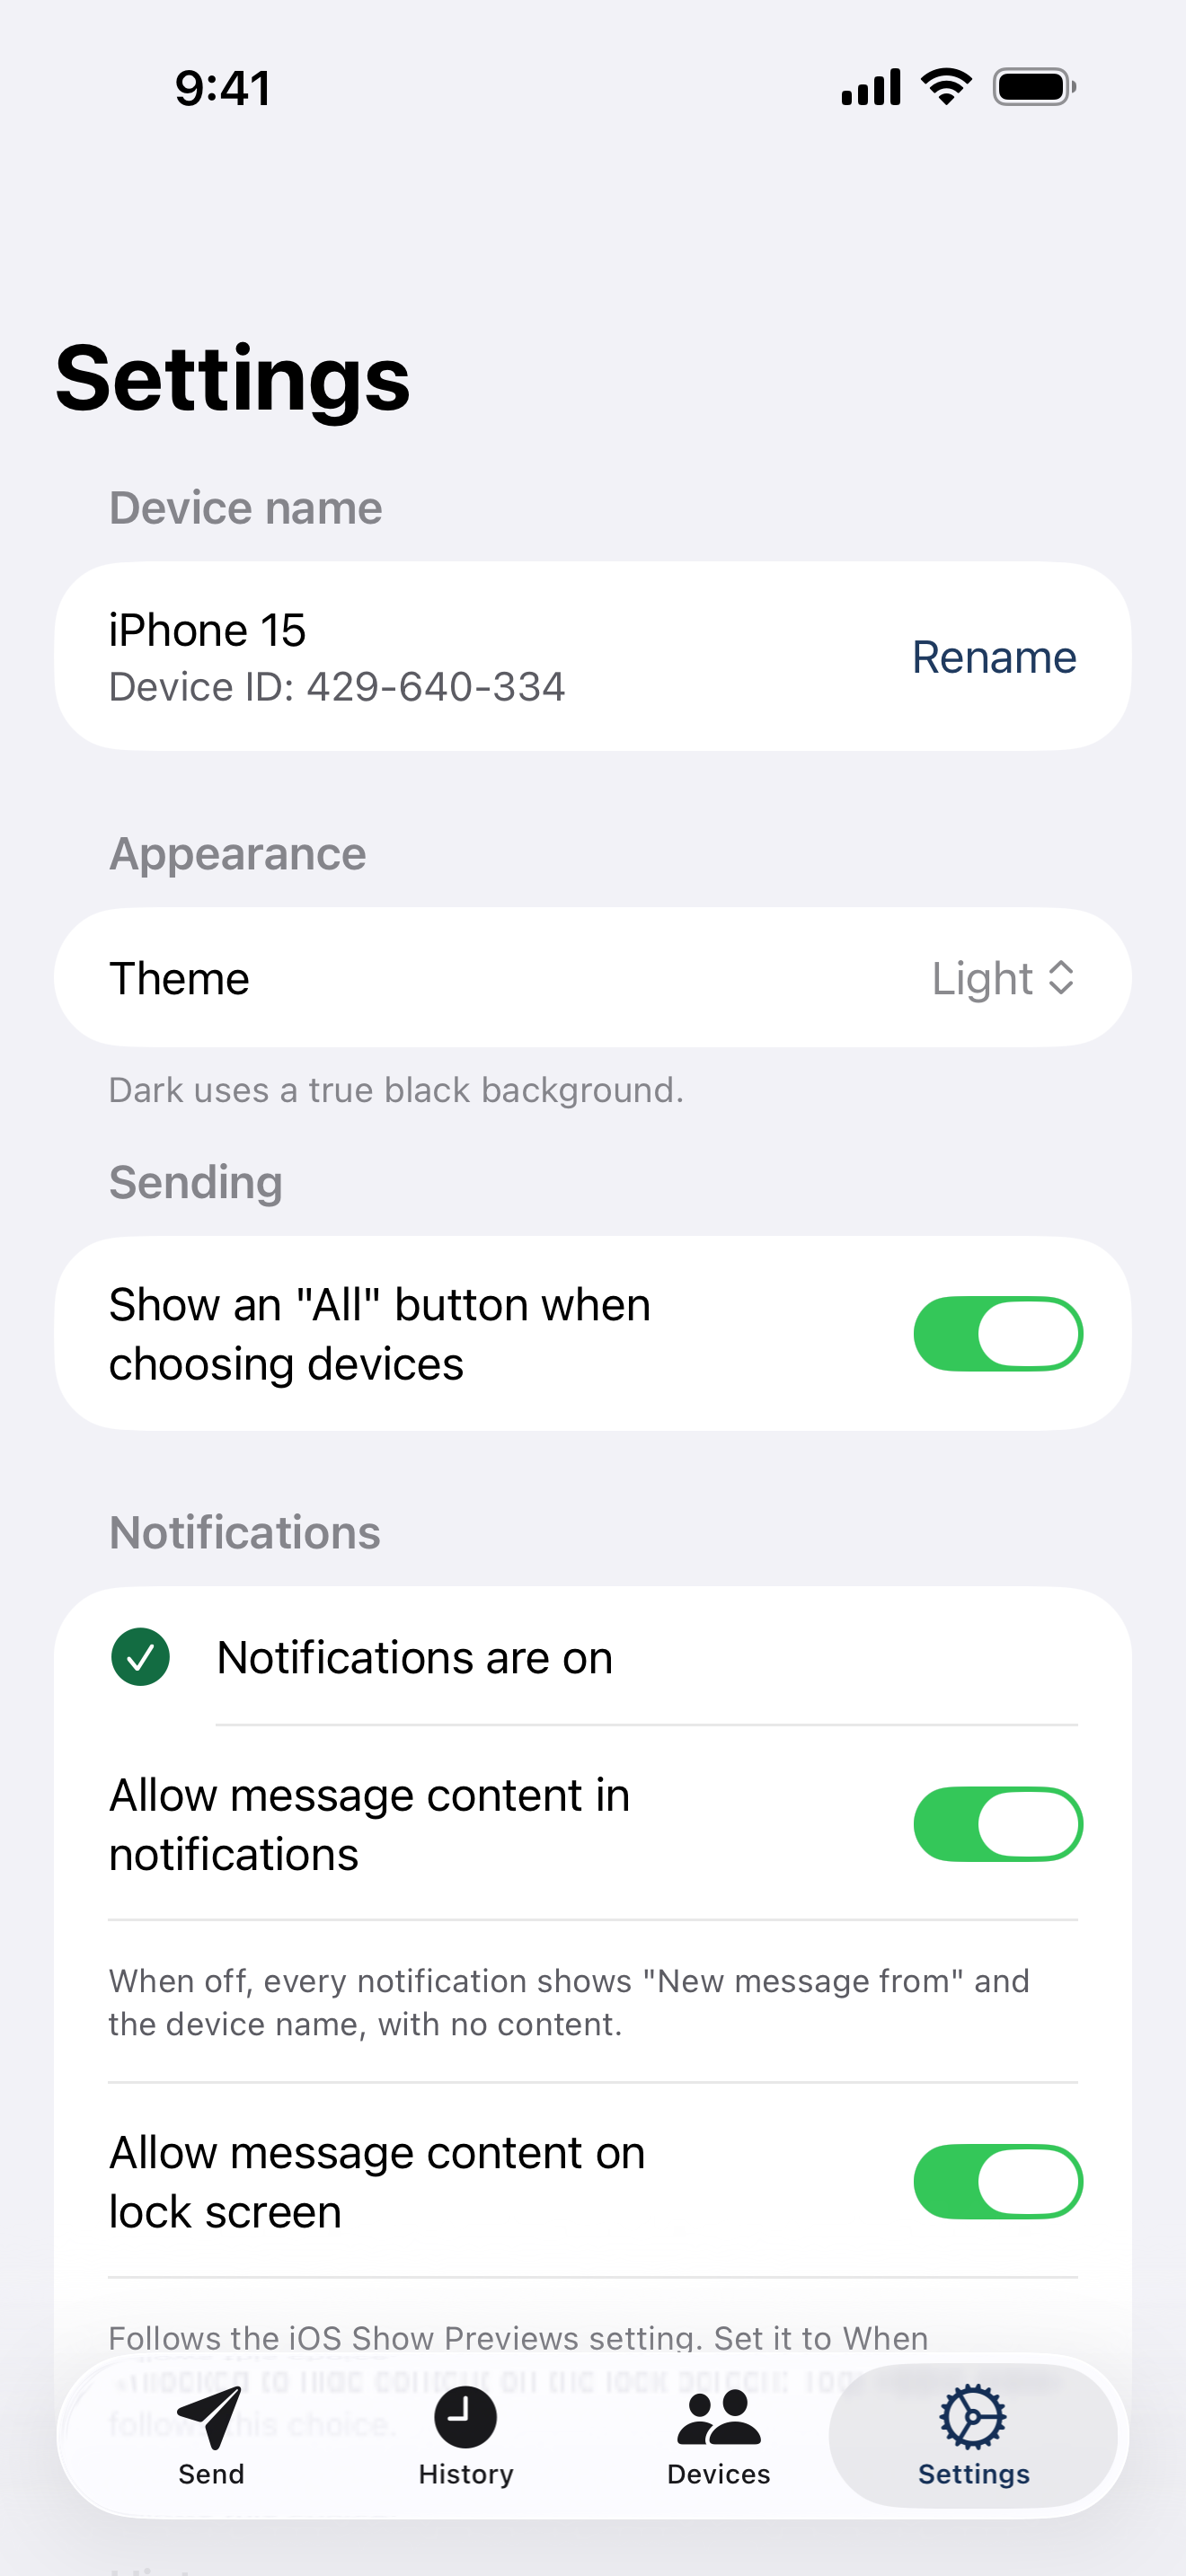 9:41
Settings
Device name
iPhone 15
Device ID: 429-640-334
Rename
Appearance
Theme
Light
Dark uses a true black background.
Sending
Show an "All" button when
choosing devices
Notifications
Notifications are on
Allow message content in
notifications
When off, every notification shows "New message from" and
the device name, with no content.
Allow message content on
lock screen
Follows the iOS Show Previews setting. Set it to When
this choice.
Send
History
Devices
Settings